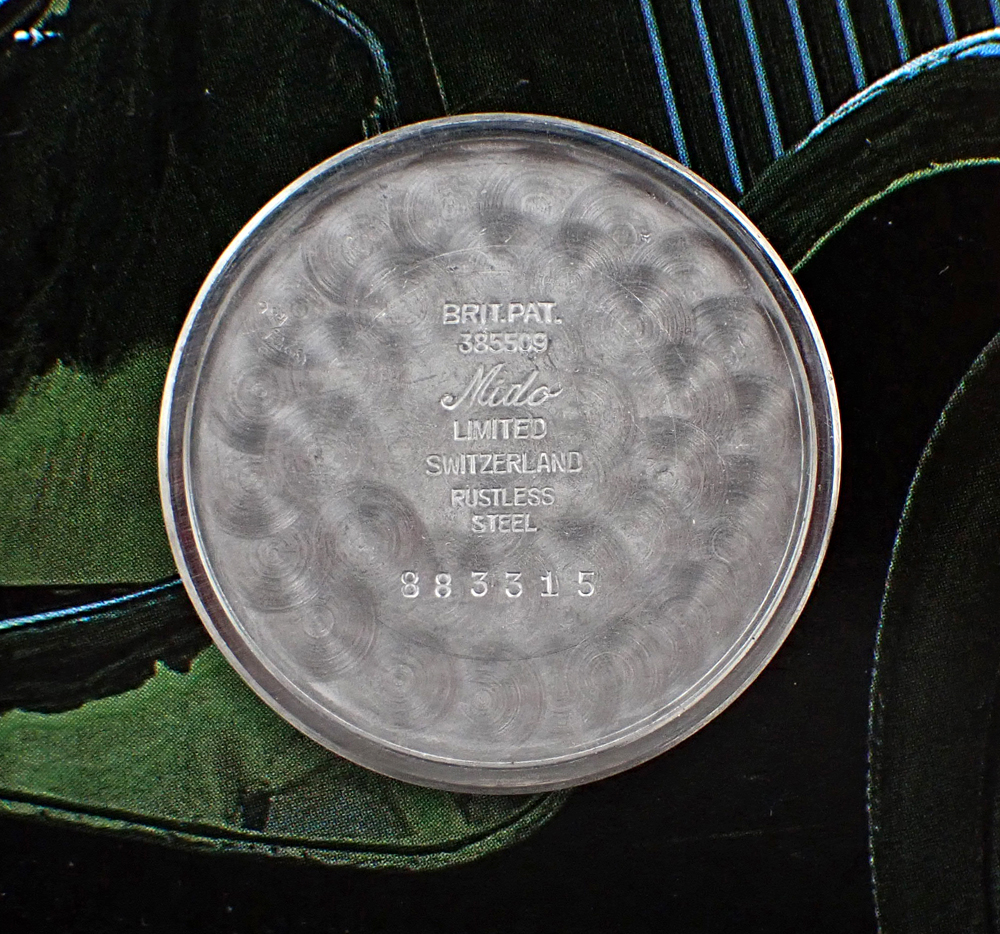 BRIT.PAT.
385509
Mido
LIMITED
SWITZERLAND
RUSTLESS
STEEL
883315